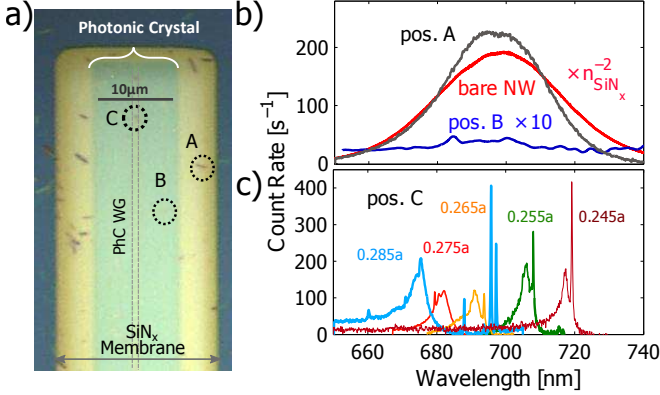 a)
Photonic Crystal
10μm
C
A
B
PhC WG
SiNₓ
Membrane
b)
Count Rate [s⁻¹]
200
150
100
50
0
pos. A
bare NW
× n⁻²SiNₓ
pos. B ×10
c)
400
300
200
100
0
pos. C
0.285a
0.275a
0.265a
0.255a
0.245a
660 680 700 720 740
Wavelength [nm]